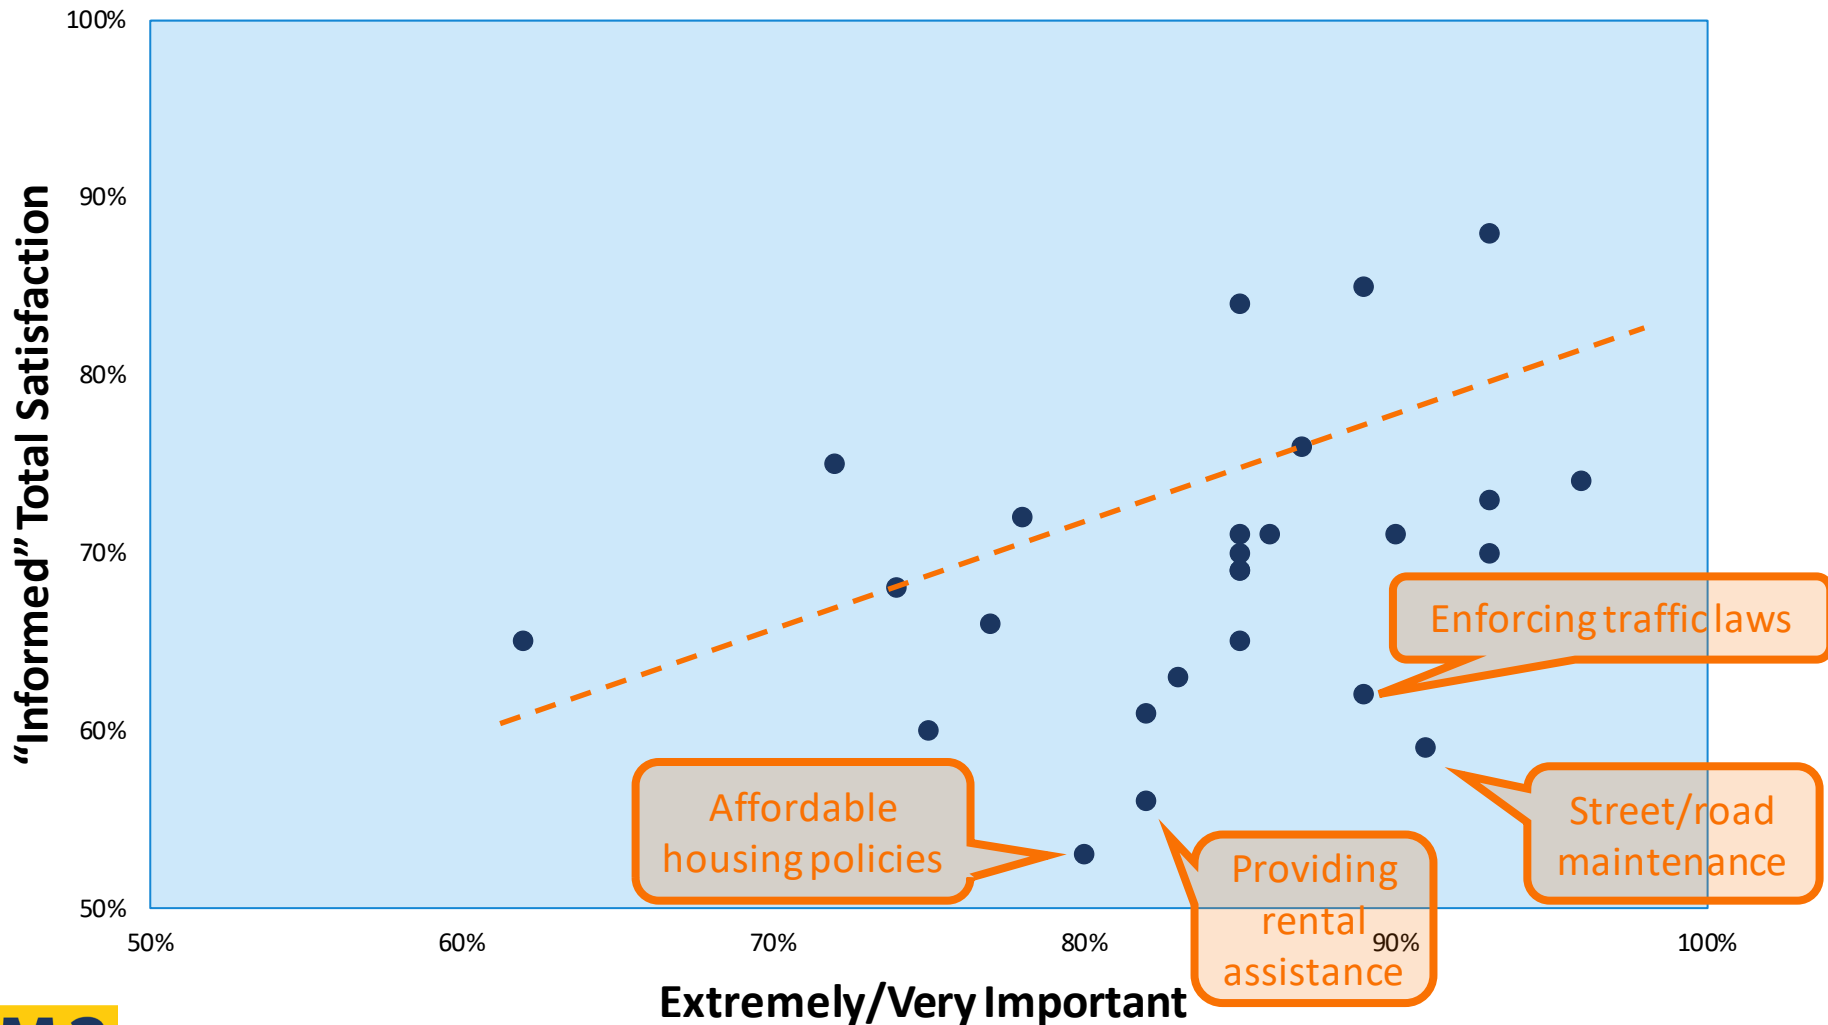 100%
90%
80%
70%
60%
50%
“Informed” Total Satisfaction
Enforcing traffic laws
Affordable
housing policies
Street/road
maintenance
Providing
rental
assistance
50%
60%
70%
80%
90%
100%
Extremely/Very Important